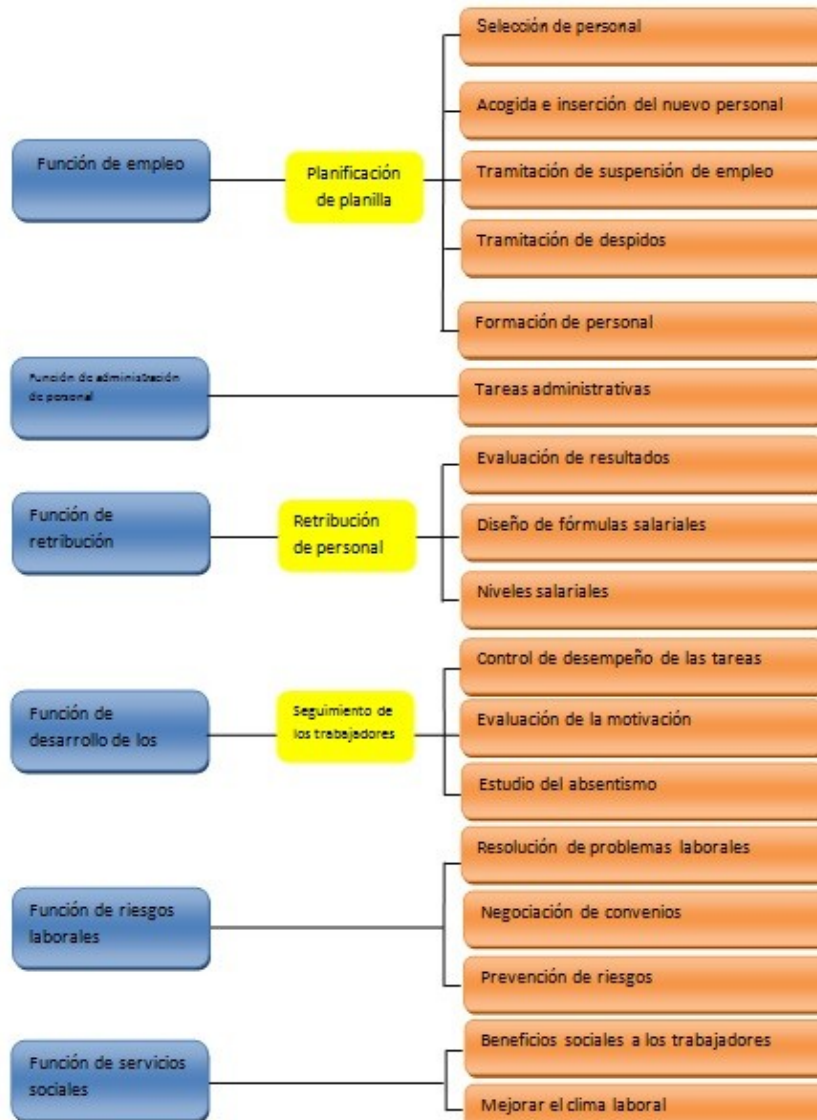 Función de empleo
Planificación
de planilla
Selección de personal
Acogida e inserción del nuevo personal
Tramitación de suspensión de empleo
Tramitación de despidos
Formación de personal
Función de administración
de personal
Tareas administrativas
Función de
retribución
Retribución
de personal
Evaluación de resultados
Diseño de fórmulas salariales
Niveles salariales
Función de
desarrollo de los
Seguimiento de
los trabajadores
Control de desempeño de las tareas
Evaluación de la motivación
Estudio del absentismo
Función de riesgos
laborales
Resolución de problemas laborales
Negociación de convenios
Prevención de riesgos
Función de servicios
sociales
Beneficios sociales a los trabajadores
Mejorar el clima laboral